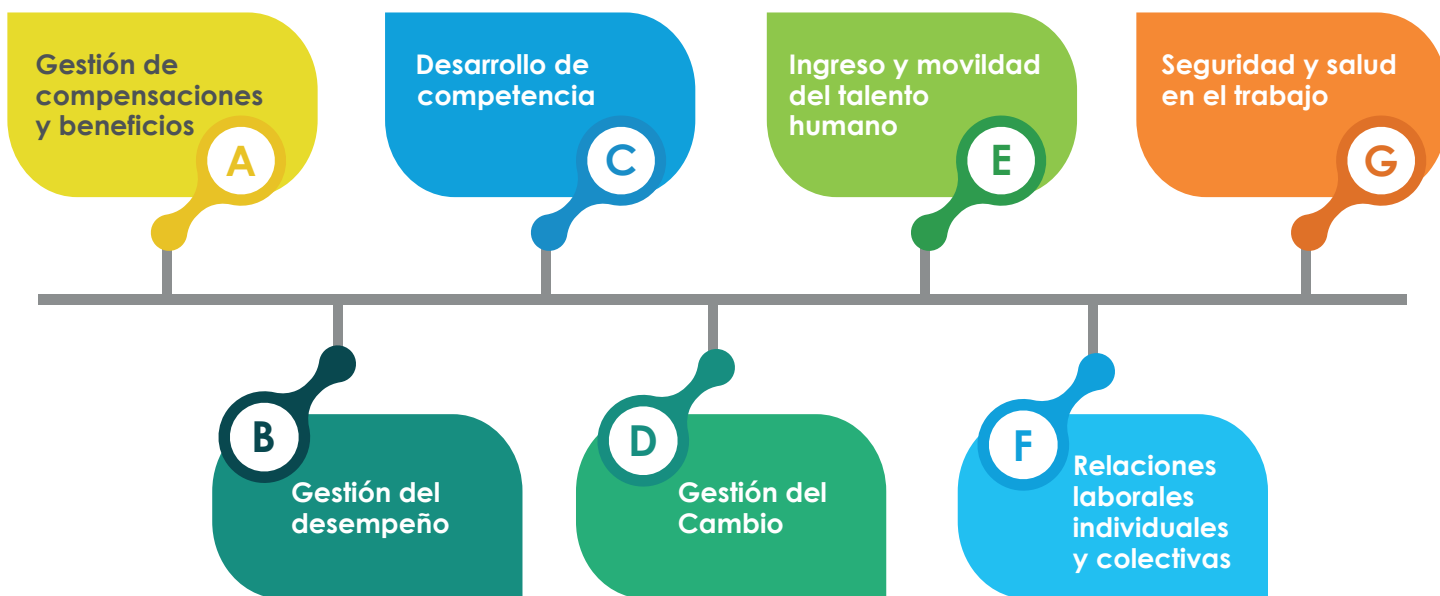 Gestión de
compensaciones
y beneficios
A
Desarrollo de
competencia
C
Ingreso y movildad
del talento
humano
E
Seguridad y salud
en el trabajo
G
B
Gestión del
desempeño
D
Gestión del
Cambio
F
Relaciones
laborales
individuales
y colectivas